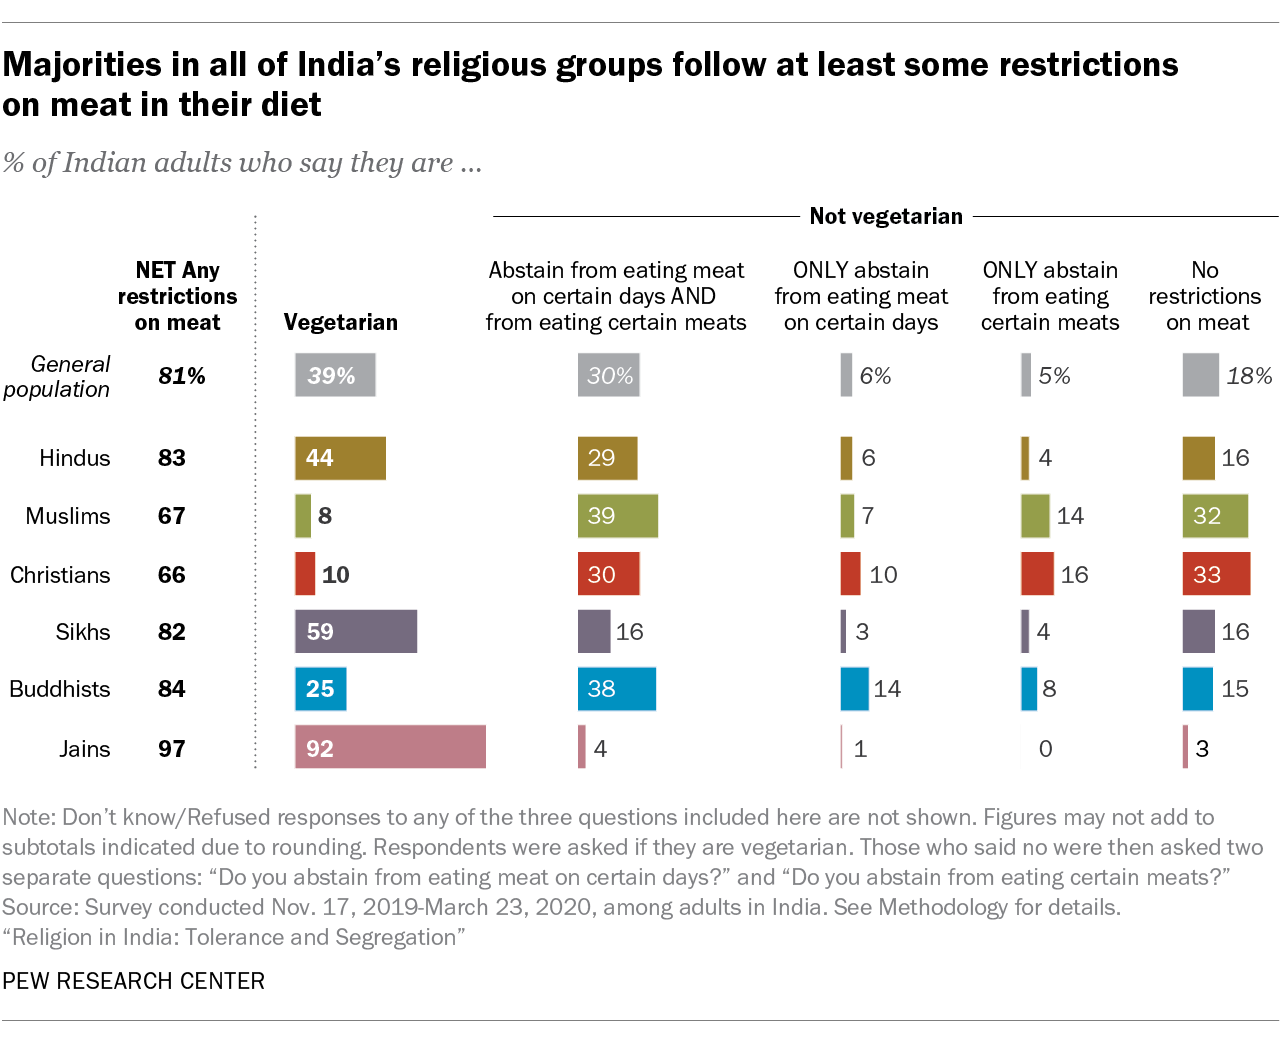 Majorities in all of India’s religious groups follow at least some restrictions
on meat in their diet
% of Indian adults who say they are ...
Not vegetarian
NET Any
restrictions
on meat
Vegetarian
Abstain from eating meat
on certain days AND
from eating certain meats
ONLY abstain
from eating meat
on certain days
ONLY abstain
from eating
certain meats
No
restrictions
on meat
General
population
81% 39% 30% 6% 5% 18%
Hindus 83 44 29 6 4 16
Muslims 67 8 39 7 14 32
Christians 66 10 30 10 16 33
Sikhs 82 59 16 3 4 16
Buddhists 84 25 38 14 8 15
Jains 97 92 4 1 0 3
Note: Don’t know/Refused responses to any of the three questions included here are not shown. Figures may not add to
subtotals indicated due to rounding. Respondents were asked if they are vegetarian. Those who said no were then asked two
separate questions: “Do you abstain from eating meat on certain days?” and “Do you abstain from eating certain meats?”
Source: Survey conducted Nov. 17, 2019-March 23, 2020, among adults in India. See Methodology for details.
“Religion in India: Tolerance and Segregation”
PEW RESEARCH CENTER